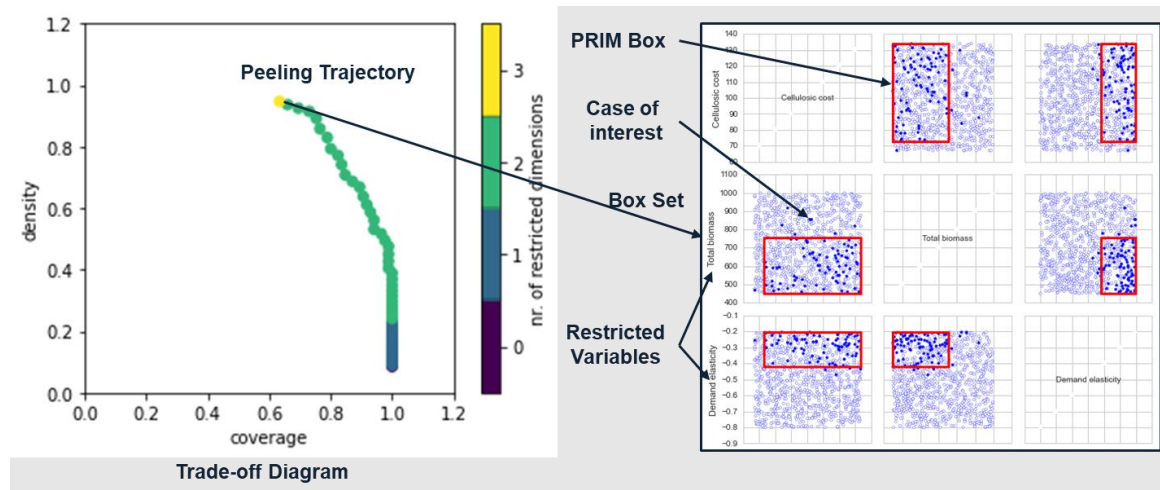 1.2
1.0
0.8
0.6
0.4
0.2
0.0
density
0.0 0.2 0.4 0.6 0.8 1.0 1.2
coverage
Peeling Trajectory
3
2
1
0
nr. of restricted dimensions
Trade-off Diagram
PRIM Box
Case of
interest
Box Set
Restricted
Variables
140
130
120
110
100
90
80
70
60
Cellulosic cost
Cellulosic cost
1100
1000
900
800
700
600
500
400
Total biomass
Total biomass
−0.1
−0.2
−0.3
−0.4
−0.5
−0.6
−0.7
−0.8
−0.9
Demand elasticity
Demand elasticity